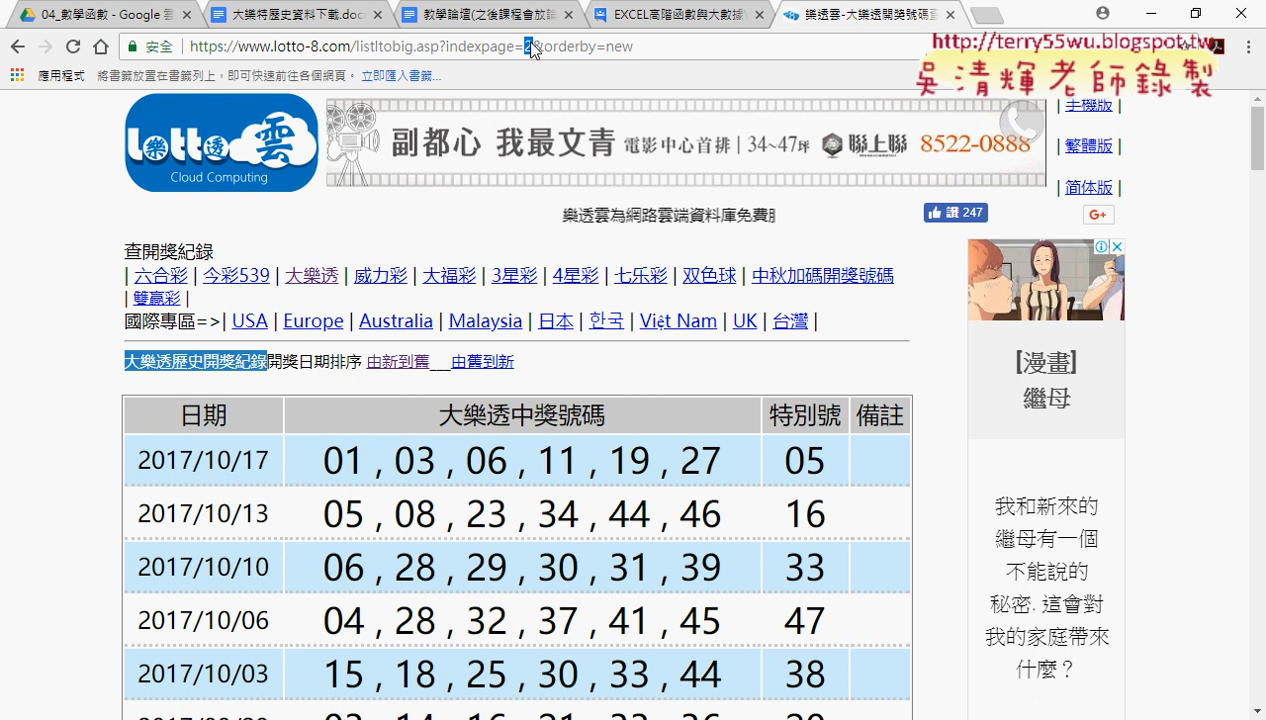 04_數學函數 - Google 雲
大樂特歷史資料下載.docx
教學論壇(之後課程會放論
EXCEL高階函數與大數據V
樂透雲-大樂透開獎號碼查
安全 https://www.lotto-8.com/listltobig.asp?indexpage=2&orderby=new
http://terry55wu.blogspot.tw
吳清輝老師錄製
應用程式 將書籤放置在書籤列上，即可快速前往各個網頁。 立即匯入書籤...
lotto樂透雲
Cloud Computing
副都心 我最文青 電影中心首排 | 34~47坪 聯上聯 8522-0888
| 手機版 |
| 繁體版 |
| 简体版 |
樂透雲為網路雲端資料庫免費服
讚 247
G+
查開獎紀錄
| 六合彩 | 今彩539 | 大樂透 | 威力彩 | 大福彩 | 3星彩 | 4星彩 | 七乐彩 | 双色球 | 中秋加碼開獎號碼
| 雙贏彩 |
國際專區=>| USA | Europe | Australia | Malaysia | 日本 | 한국 | Việt Nam | UK | 台灣 |
大樂透歷史開獎紀錄開獎日期排序 由新到舊___由舊到新
日期 大樂透中獎號碼 特別號 備註
2017/10/17 01 , 03 , 06 , 11 , 19 , 27 05
2017/10/13 05 , 08 , 23 , 34 , 44 , 46 16
2017/10/10 06 , 28 , 29 , 30 , 31 , 39 33
2017/10/06 04 , 28 , 32 , 37 , 41 , 45 47
2017/10/03 15 , 18 , 25 , 30 , 33 , 44 38
[漫畫]
繼母
我和新來的
繼母有一個
不能說的
秘密. 這會對
我的家庭帶來
什麼？